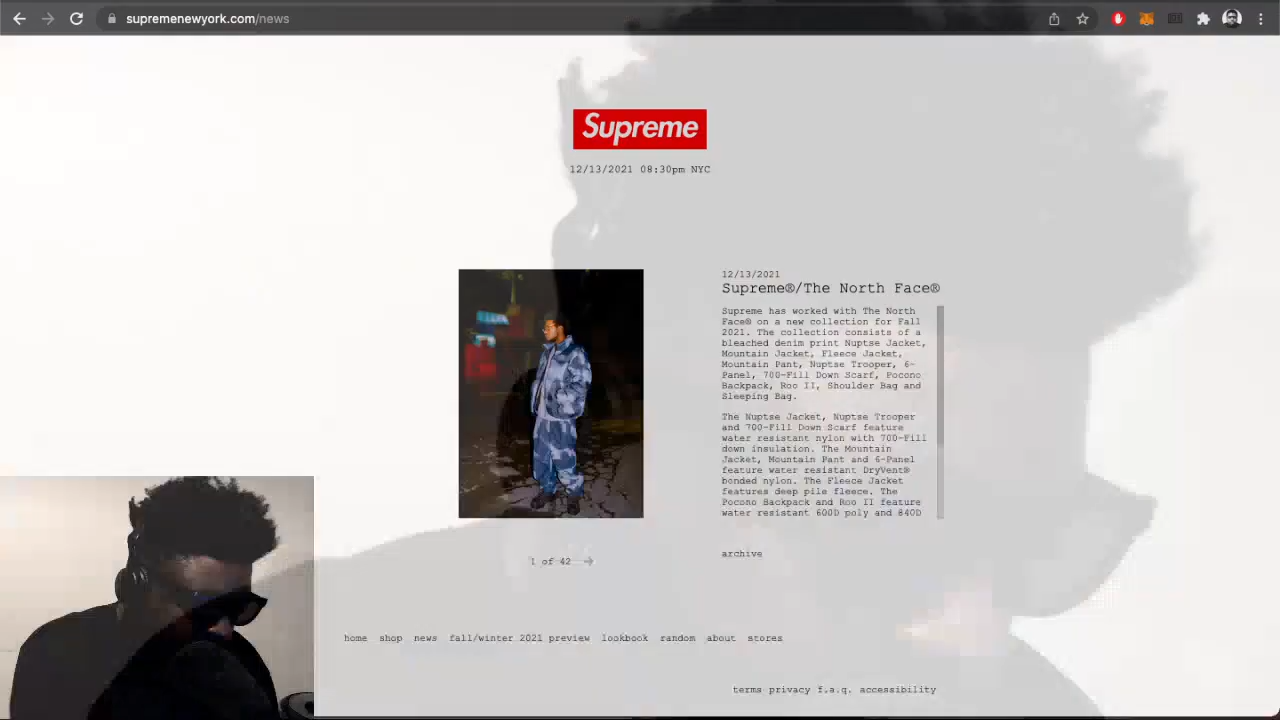 supremenewyork.com/news
Supreme
12/13/2021 08:30pm NYC
12/13/2021
Supreme®/The North Face®
Supreme has worked with The North
Face® on a new collection for Fall
2021. The collection consists of a
bleached denim print Nuptse Jacket,
Mountain Jacket, Fleece Jacket,
Mountain Pant, Nuptse Trooper, 6-
Panel, 700-Fill Down Scarf, Pocono
Backpack, Roo II, Shoulder Bag and
Sleeping Bag.
The Nuptse Jacket, Nuptse Trooper
and 700-Fill Down Scarf feature
water resistant nylon with 700-Fill
down insulation. The Mountain
Jacket, Mountain Pant and 6-Panel
feature water resistant DryVent®
bonded nylon. The Fleece Jacket
features deep pile fleece. The
Pocono Backpack and Roo II feature
water resistant 600D poly and 840D
1 of 42 →
archive
home shop news fall/winter 2021 preview lookbook random about stores
terms privacy f.a.q. accessibility